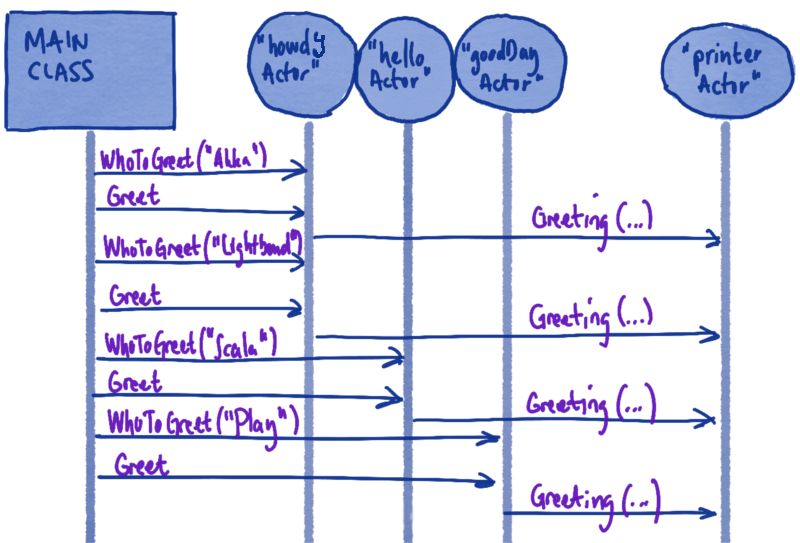 MAIN
CLASS
"howdy
Actor"
"hello
Actor"
"goodDay
Actor"
"printer
Actor"
WhoToGreet("Akka")
Greet
Greeting (...)
WhoToGreet("Lightbend")
Greet
Greeting (...)
WhoToGreet("Scala")
Greet
Greeting (...)
WhoToGreet("Play")
Greet
Greeting (...)